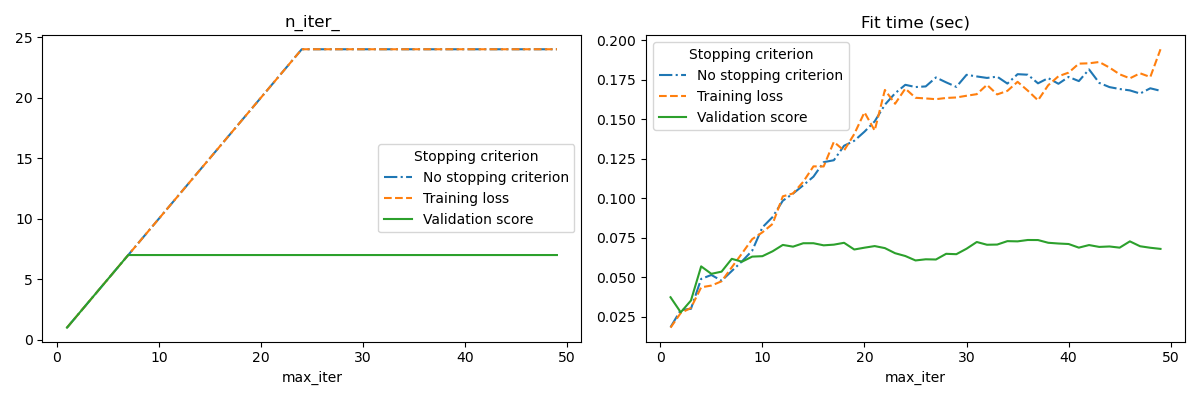 n_iter_
25
20
15
10
5
0
Stopping criterion
No stopping criterion
Training loss
Validation score
0 10 20 30 40 50
max_iter
Fit time (sec)
0.200
0.175
0.150
0.125
0.100
0.075
0.050
0.025
Stopping criterion
No stopping criterion
Training loss
Validation score
0 10 20 30 40 50
max_iter